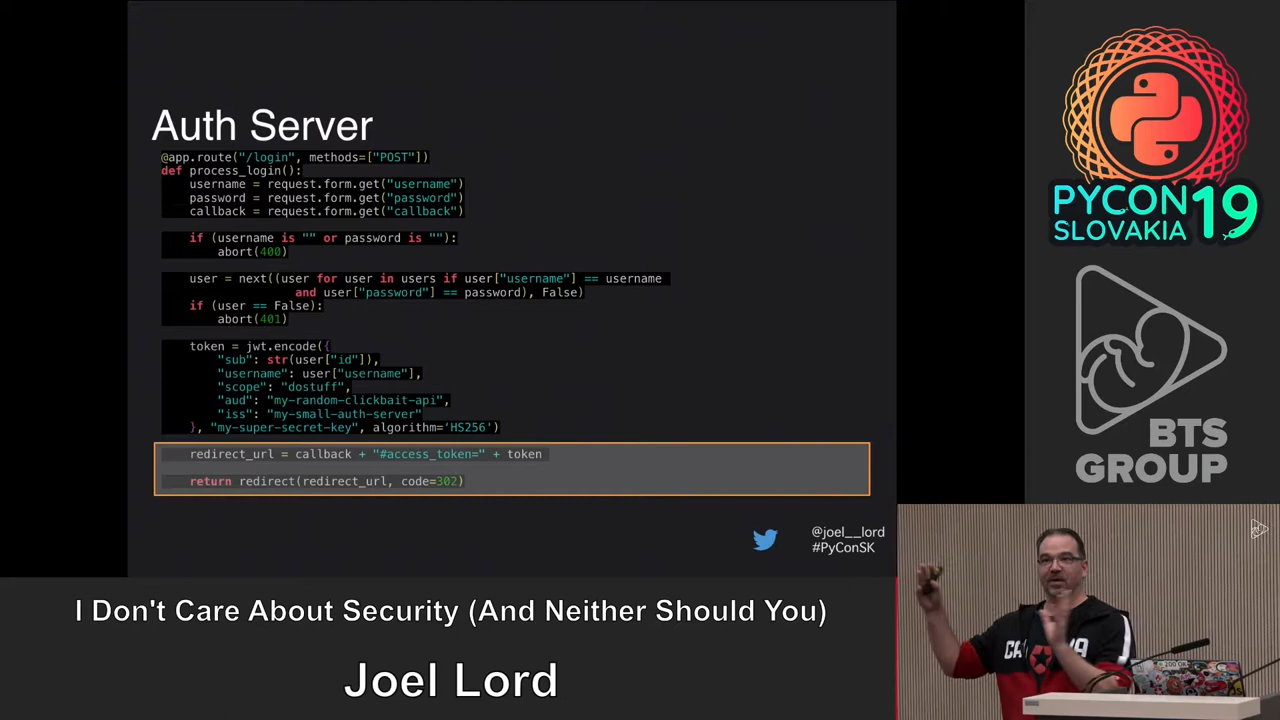 Auth Server
@app.route("/login", methods=["POST"])
def process_login():
username = request.form.get("username")
password = request.form.get("password")
callback = request.form.get("callback")
if (username is "" or password is ""):
abort(400)
user = next((user for user in users if user["username"] == username
and user["password"] == password), False)
if (user == False):
abort(401)
token = jwt.encode({
"sub": str(user["id"]),
"username": user["username"],
"scope": "dostuff",
"aud": "my-random-clickbait-api",
"iss": "my-small-auth-server"
}, "my-super-secret-key", algorithm='HS256')
redirect_url = callback + "#access_token=" + token
return redirect(redirect_url, code=302)
@joel__lord
#PyConSK
PYCON
SLOVAKIA
19
BTS
GROUP
I Don't Care About Security (And Neither Should You)
Joel Lord